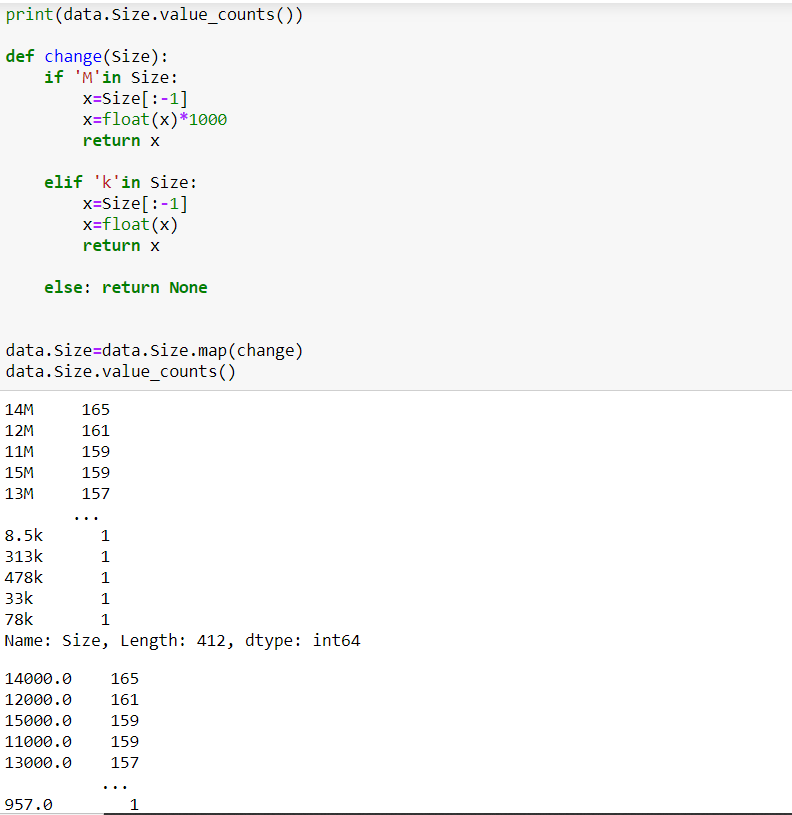 print(data.Size.value_counts())
def change(Size):
    if 'M'in Size:
        x=Size[:-1]
        x=float(x)*1000
        return x
    elif 'k'in Size:
        x=Size[:-1]
        x=float(x)
        return x
    else: return None
data.Size=data.Size.map(change)
data.Size.value_counts()
14M     165
12M     161
11M     159
15M     159
13M     157
       ...
8.5k      1
313k      1
478k      1
33k       1
78k       1
Name: Size, Length: 412, dtype: int64
14000.0    165
12000.0    161
15000.0    159
11000.0    159
13000.0    157
          ...
957.0        1